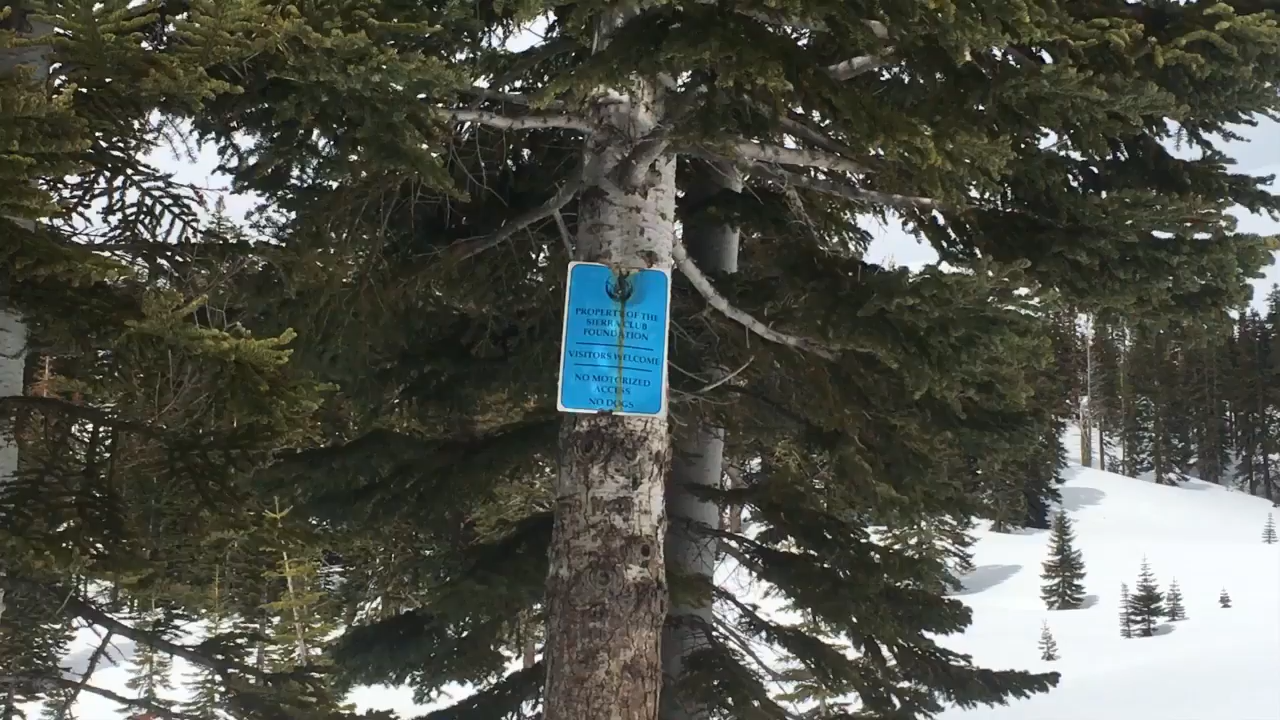 PROPERTY OF THE
SIERRA CLUB
FOUNDATION
VISITORS WELCOME
NO MOTORIZED
ACCESS
NO DOGS